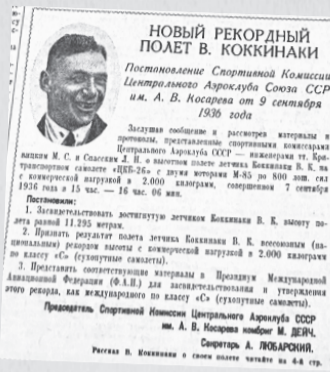 НОВЫЙ РЕКОРДНЫЙ
ПОЛЕТ В. КОККИНАКИ
Постановление Спортивной Комиссии
Центрального Аэроклуба Союза ССР
им. А. В. Косарева от 9 сентября
1936 года
Заслушав сообщение и рассмотрев материалы и
протоколы, представленные спортивными комиссарами
Центрального Аэроклуба СССР — инженерами тт. Кри-
вицким М. С. и Спасским Л. Н. о высотном полете летчика Коккинаки В. К. на
транспортном самолете «ЦКБ-26» с двумя моторами М-85 по 800 лош. сил
с коммерческой нагрузкой в 2.000 килограмм, совершенном 7 сентября
1936 года в 15 час. — 16 час. 06 мин.
Постановили:
1. Засвидетельствовать достигнутую летчиком Коккинаки В. К. высоту по-
лета равной 11.295 метрам.
2. Признать результат полета летчика Коккинаки В. К. всесоюзным (на-
циональным) рекордом высоты с коммерческой нагрузкой в 2.000 килограмм
по классу «С» (сухопутные самолеты).
3. Представить соответствующие материалы в Президиум Международной
Авиационной Федерации (Ф.А.И.) для засвидетельствования и утверждения
этого рекорда, как международного по классу «С» (сухопутные самолеты).
Председатель Спортивной Комиссии Центрального Аэроклуба СССР
им. А. В. Косарева комбриг М. ДЕЙЧ.
Секретарь А. ЛЮБАРСКИЙ.
Рассказ В. Коккинаки о своем полете читайте на 4-й стр.